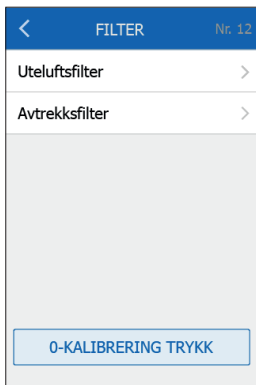 FILTER Nr. 12
Uteluftsfilter
Avtrekksfilter
0-KALIBRERING TRYKK